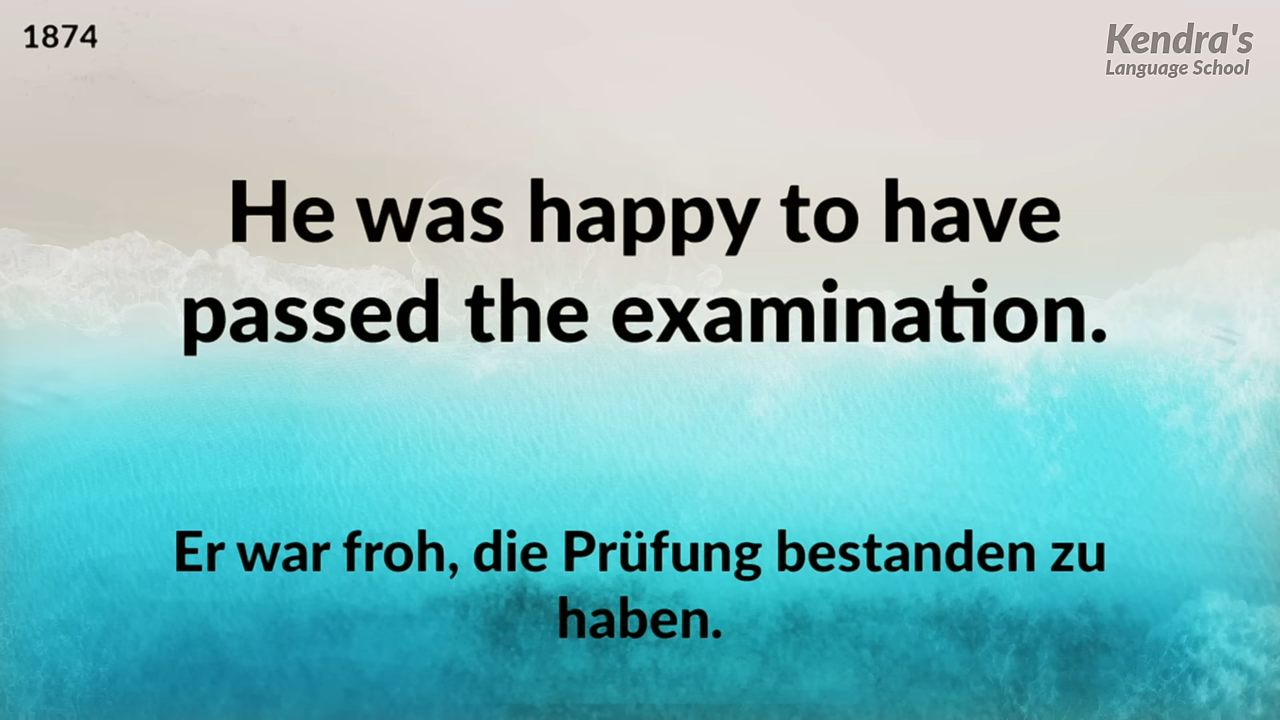 1874
Kendra's
Language School
He was happy to have
passed the examination.
Er war froh, die Prüfung bestanden zu
haben.